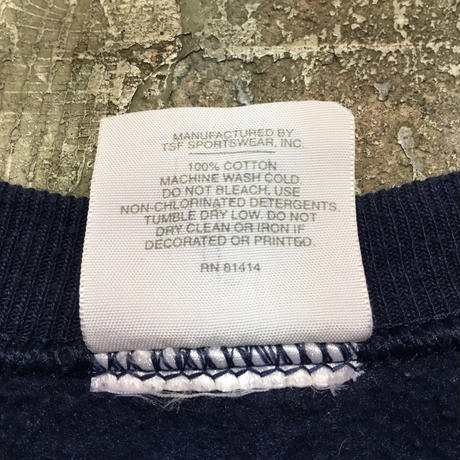 MANUFACTURED BY
TSF SPORTSWEAR, INC.
100% COTTON
MACHINE WASH COLD.
DO NOT BLEACH. USE
NON-CHLORINATED DETERGENTS.
TUMBLE DRY LOW. DO NOT
DRY CLEAN OR IRON IF
DECORATED OR PRINTED.
RN 81414